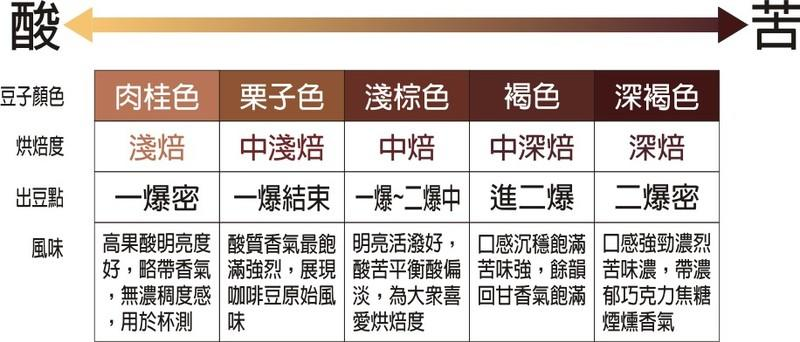 酸 苦
豆子顏色 肉桂色 栗子色 淺棕色 褐色 深褐色
烘焙度 淺焙 中淺焙 中焙 中深焙 深焙
出豆點 一爆密 一爆結束 一爆~二爆中 進二爆 二爆密
風味
高果酸明亮度
好，略帶香氣
，無濃稠度感
，用於杯測
酸質香氣最飽
滿強烈，展現
咖啡豆原始風
味
明亮活潑好，
酸苦平衡酸偏
淡，為大衆喜
愛烘焙度
口感沉穩飽滿
苦味強，餘韻
回甘香氣飽滿
口感強勁濃烈
苦味濃，帶濃
郁巧克力焦糖
煙燻香氣